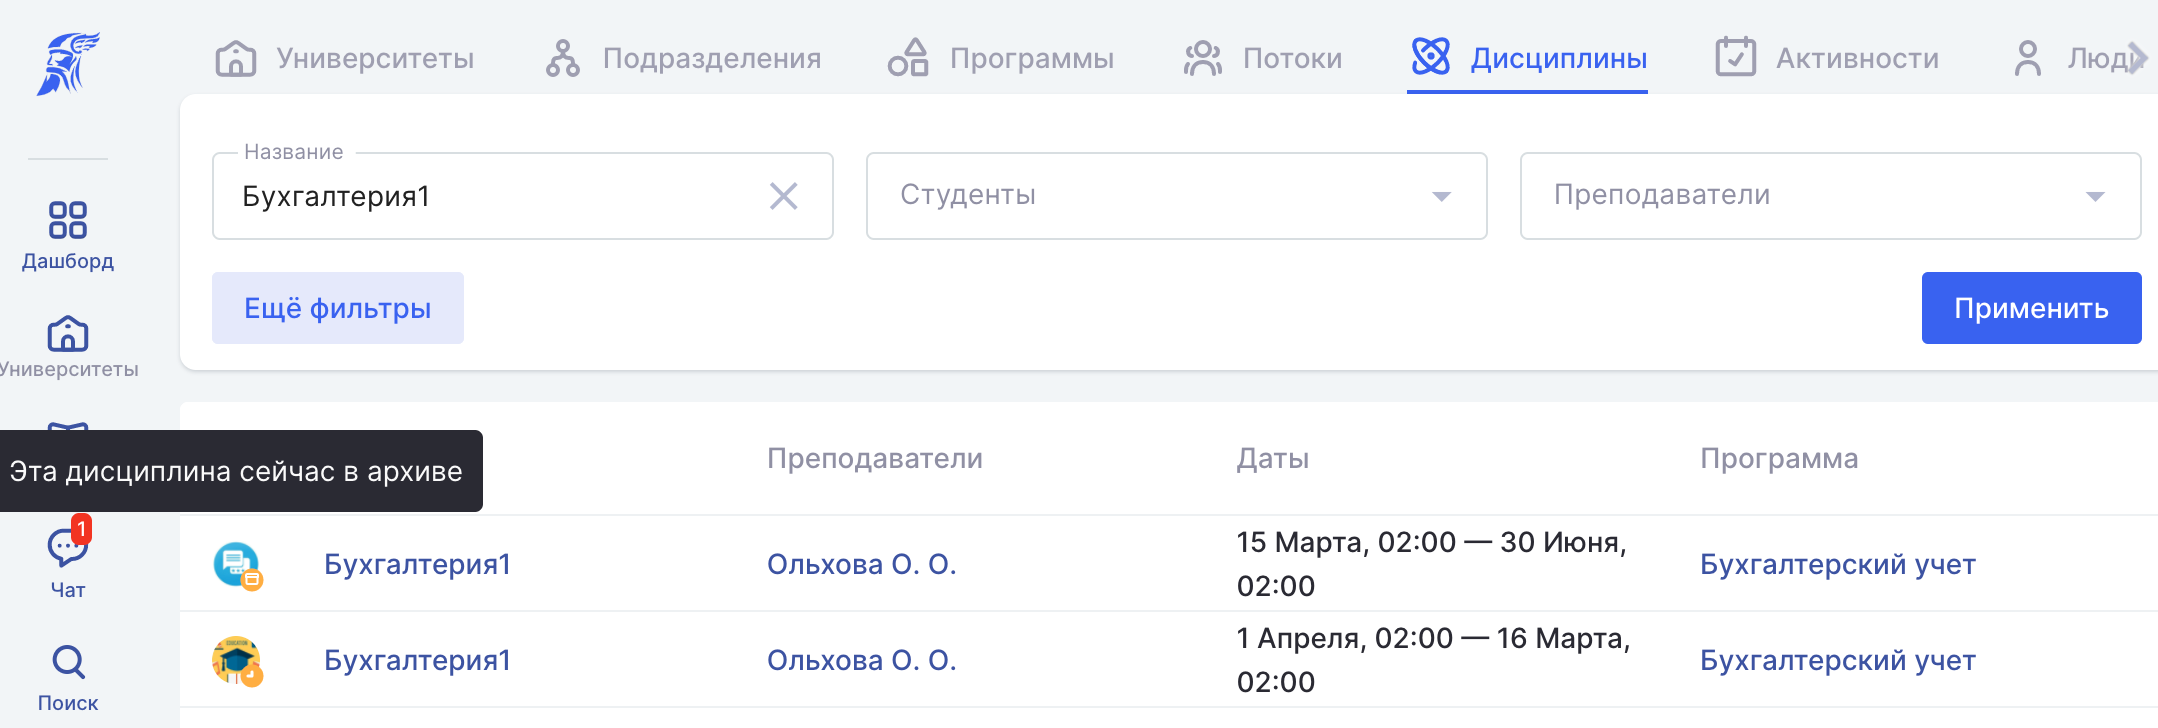 Университеты
Подразделения
Программы
Потоки
Дисциплины
Активности
Название
Бухгалтерия1
Студенты
Преподаватели
Ещё фильтры
Применить
Дашборд
Университеты
Эта дисциплина сейчас в архиве
1
Чат
Поиск
Преподаватели
Даты
Программа
Бухгалтерия1
Ольхова О. О.
15 Марта, 02:00 — 30 Июня,
02:00
Бухгалтерский учет
Бухгалтерия1
Ольхова О. О.
1 Апреля, 02:00 — 16 Марта,
02:00
Бухгалтерский учет